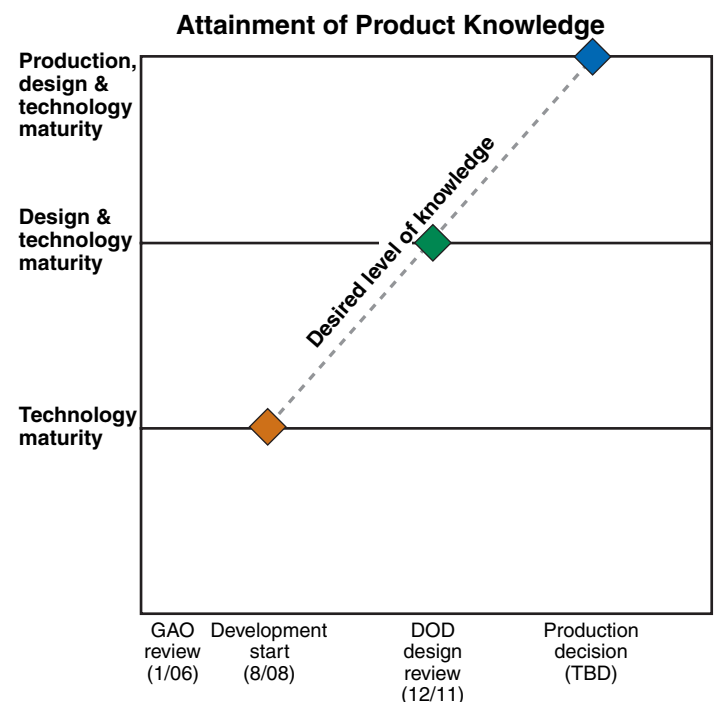 Attainment of Product Knowledge
Production,
design &
technology
maturity
Design &
technology
maturity
Technology
maturity
Desired level of knowledge
GAO
review
(1/06)
Development
start
(8/08)
DOD
design
review
(12/11)
Production
decision
(TBD)